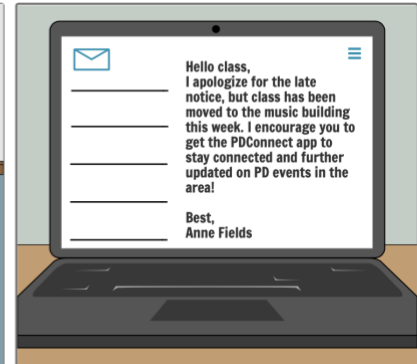 Hello class,
I apologize for the late
notice, but class has been
moved to the music building
this week. I encourage you to
get the PDConnect app to
stay connected and further
updated on PD events in the
area!
Best,
Anne Fields